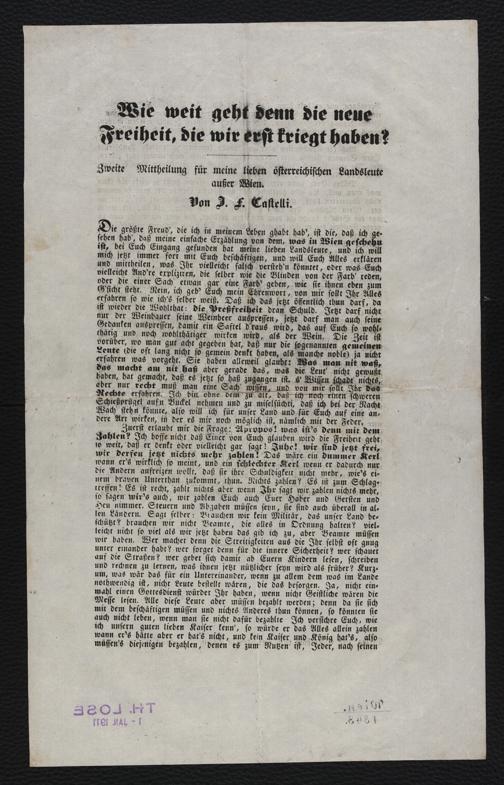 Wie weit geht denn die neue
Freiheit, die wir erst kriegt haben?
Zweite Mittheilung für meine lieben österreichischen Landsleute
außer Wien.
Von J. F. Castelli.
Die größte Freud', die ich in meinem Leben ghabt hab', ist die, daß ich ge-
sehen hab', daß meine einfache Erzählung von dem, was in Wien geschehn
ist, bei Euch Eingang gefunden hat meine lieben Landsleute, und ich will
mich jetzt immer fort mit Euch beschäftigen, und will Euch Alles erklären
und mittheilen, was Ihr vielleicht falsch versteh'n könntet, oder was Euch
vielleicht And're expliziren, die selber wie die Blinden von der Farb' reden,
oder die einer Sach etwan gar eine Farb' geben, wie sie ihnen eben zum
G'sicht steht. Nein, ich geb' Euch mein Ehrenwort, von mir sollt Ihr Alles
erfahren so wie ich's selber weiß. Daß ich das jetzt öffentlich thun darf, da
ist wieder die Wohlthat: die Preßfreiheit dran Schuld. Jetzt darf nicht
nur der Weinbauer seine Weinbeer auspressen, jetzt darf man auch seine
Gedanken auspressen, damit ein Saftel d'raus wird, das auf Euch so wohl-
thätig und noch wohlthätiger wirken wird, als der Wein. Die Zeit ist
vorüber, wo man gut acht gegeben hat, daß nur die sogenannten gemeinen
Leute (die oft lang nicht so gemein denkt haben, als manche noble) ja nicht
erfahren was vorgeht. Sie haben alleweil glaubt: Was man nit waß,
das macht am nit haß aber gerade das, was die Leut' nicht gewußt
haben, hat gemacht, daß es jetzt so haß zugangen ist. s' Wissen schadt nichts,
aber nur recht muß man eine Sach wissen, und von mir sollt Ihr das
Rechte erfahren. Ich bin ohne dem zu alt, daß ich noch einen schweren
Schießprügel aufn Buckel nehmen und zu miselsüchti, daß ich bei der Nacht
Wach stehn könnte, also will ich für unser Land und für Euch auf eine an-
dere Art wirken, in der es mir noch möglich ist, nämlich mit der Feder.
Zuerst erlaubt mir die Frage: Apropos! was ist's denn mit dem
Zahlen? Ich hoffe nicht daß Einer von Euch glauben wird die Freiheit geht
so weit, daß er denkt oder vielleicht gar sagt! Juhe! wir sind jetzt frei,
wir derfen jetzt nichts mehr zahlen! Das wäre ein dummer Kerl
wann er's wirklich so meint, und ein schlechter Kerl wenn er dadurch nur
die Andern aufreizen wollt, daß sie ihre Schuldigkeit nicht mehr, wie's ei-
nem braven Unterthan zukommt, thun. Nichts zahlen? Es ist zum Schlag-
treffen! Es ist recht, zahlt nichts aber wenn Ihr sagt wir zahlen nichts mehr,
so sagen wir's auch, wir zahlen Euch auch Euer Haber und Gersten und
Heu nimmer. Steuern und Abgaben müssen seyn, sie sind auch überall in al-
len Ländern. Sagt selber: Brauchen wir kein Militär, das unser Land be-
schützt? brauchen wir nicht Beamte, die alles in Ordnung halten? viel-
leicht nicht so viel als wir jetzt haben das gib ich zu, aber Beamte müssen
wir haben. Wer macht denn die Streitigkeiten aus die Ihr selbst oft gnug
unter einander habt? wer sorget denn für die innere Sicherheit? wer schauet
auf die Straßen? wer gebet sich damit ab Euern Kindern lesen, schreiben
und rechnen zu lernen, was ihnen jetzt nützlicher seyn wird als früher? Kurz-
um, was wär das für ein Untereinander, wenn zu allem dem was im Lande
nothwendig ist, nicht Leute bestellt wären, die das besorgen. Ja, nicht ein-
mahl einen Gottesdienst würdet Ihr haben, wenn nicht Geistliche wären die
Messe lesen. Alle diese Leute aber müssen bezahlt werden; denn da sie sich
mit dem beschäftigen müssen und nichts Anderes thun können, so könnten sie
auch nicht leben, wenn man sie nicht dafür bezahlte. Ich versichre Euch, wie
ich unsern guten lieben Kaiser kenn', so würde er das Alles allein zahlen
wann er's hätte aber er hat's nicht, und kein Kaiser und König hat's, also
müssen's diejenigen bezahlen, denen es zum Nutzen ist, Jeder, nach seinen
TH. LOSE
1 - JAN. 1911
Wien.
1848.